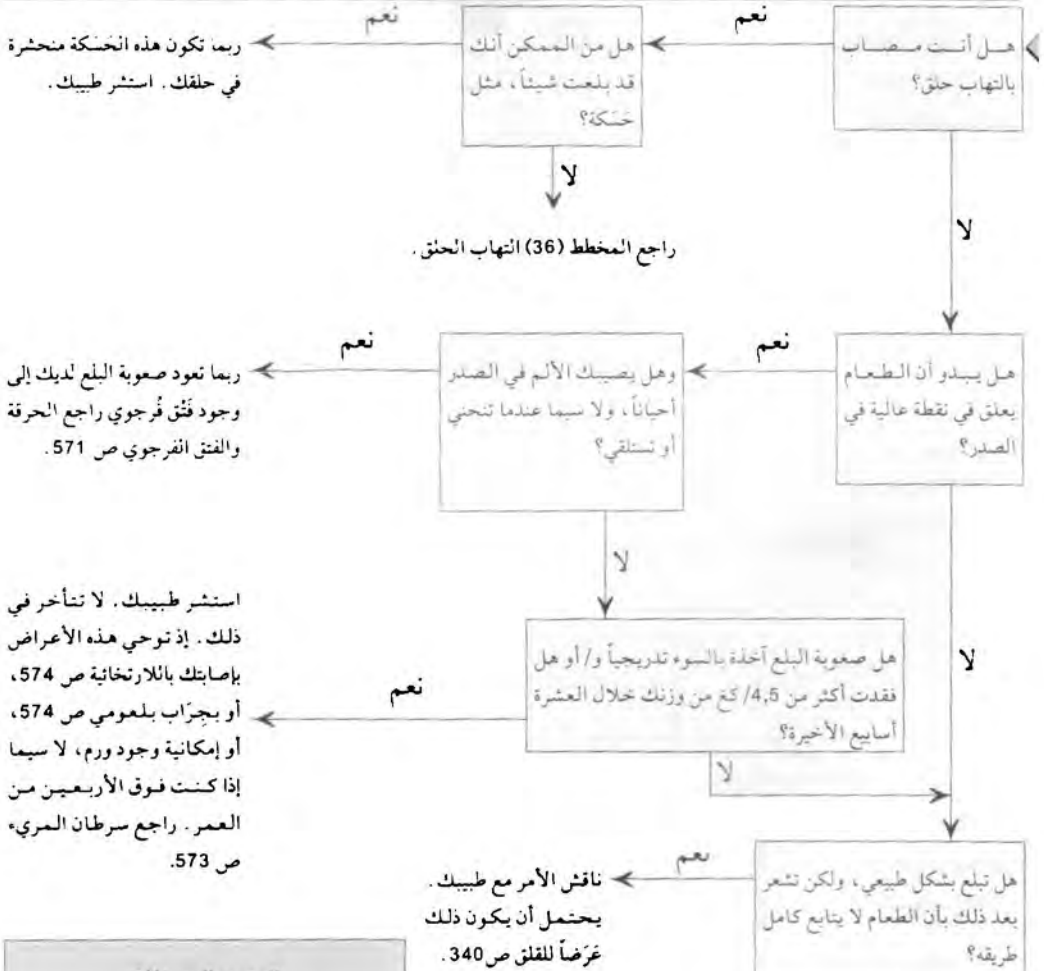 هل أنت مصاب
بالتهاب حلق؟
نعم
هل من الممكن أنك
قد بلغت شيئاً، مثل
حَسَكة؟
نعم
ربما تكون هذه الحَسَكة منحشرة
في حلقك. استشر طبيبك.
لا
راجع المخطط (36) التهاب الحلق.
لا
هل يبدو أن الطعام
يعلق في نقطة عالية في
الصدر؟
نعم
وهل يصيبك الألم في الصدر
أحياناً، ولا سيما عندما تنحني
أو تستلقي؟
نعم
ربما تعود صعوبة البلع لديك إلى
وجود فَتْق فُرجوي راجع الحرقة
والفتق الفرجوي ص 571.
لا
هل صعوبة البلع آخذة بالسوء تدريجياً و/أو هل
فقدت أكثر من 4,5/ كغ من وزنك خلال العشرة
أسابيع الأخيرة؟
نعم
استشر طبيبك. لا تتأخر في
ذلك. إذ توحي هذه الأعراض
بإصابتك باللارتخائية ص 574،
أو بجِرَاب بلعومي ص 574،
أو إمكانية وجود ورم، لا سيما
إذا كنت فوق الأربعين من
العمر. راجع سرطان المريء
ص 573.
لا
لا
هل تبلع بشكل طبيعي، ولكن تشعر
بعد ذلك بأن الطعام لا يتابع كامل
طريقه؟
نعم
ناقش الأمر مع طبيبك.
يحتمل أن يكون ذلك
عَرَضاً للقلق ص 340.